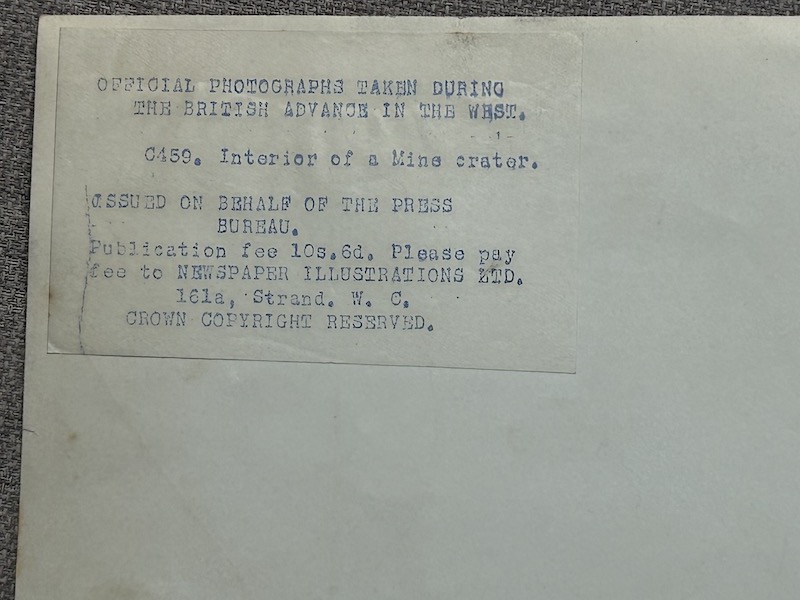 OFFICIAL PHOTOGRAPHS TAKEN DURING
THE BRITISH ADVANCE IN THE WEST.
C459. Interior of a Mine crater.
ISSUED ON BEHALF OF THE PRESS
BUREAU.
Publication fee 10s.6d. Please pay
fee to NEWSPAPER ILLUSTRATIONS LTD.
161a, Strand. W. C.
CROWN COPYRIGHT RESERVED.